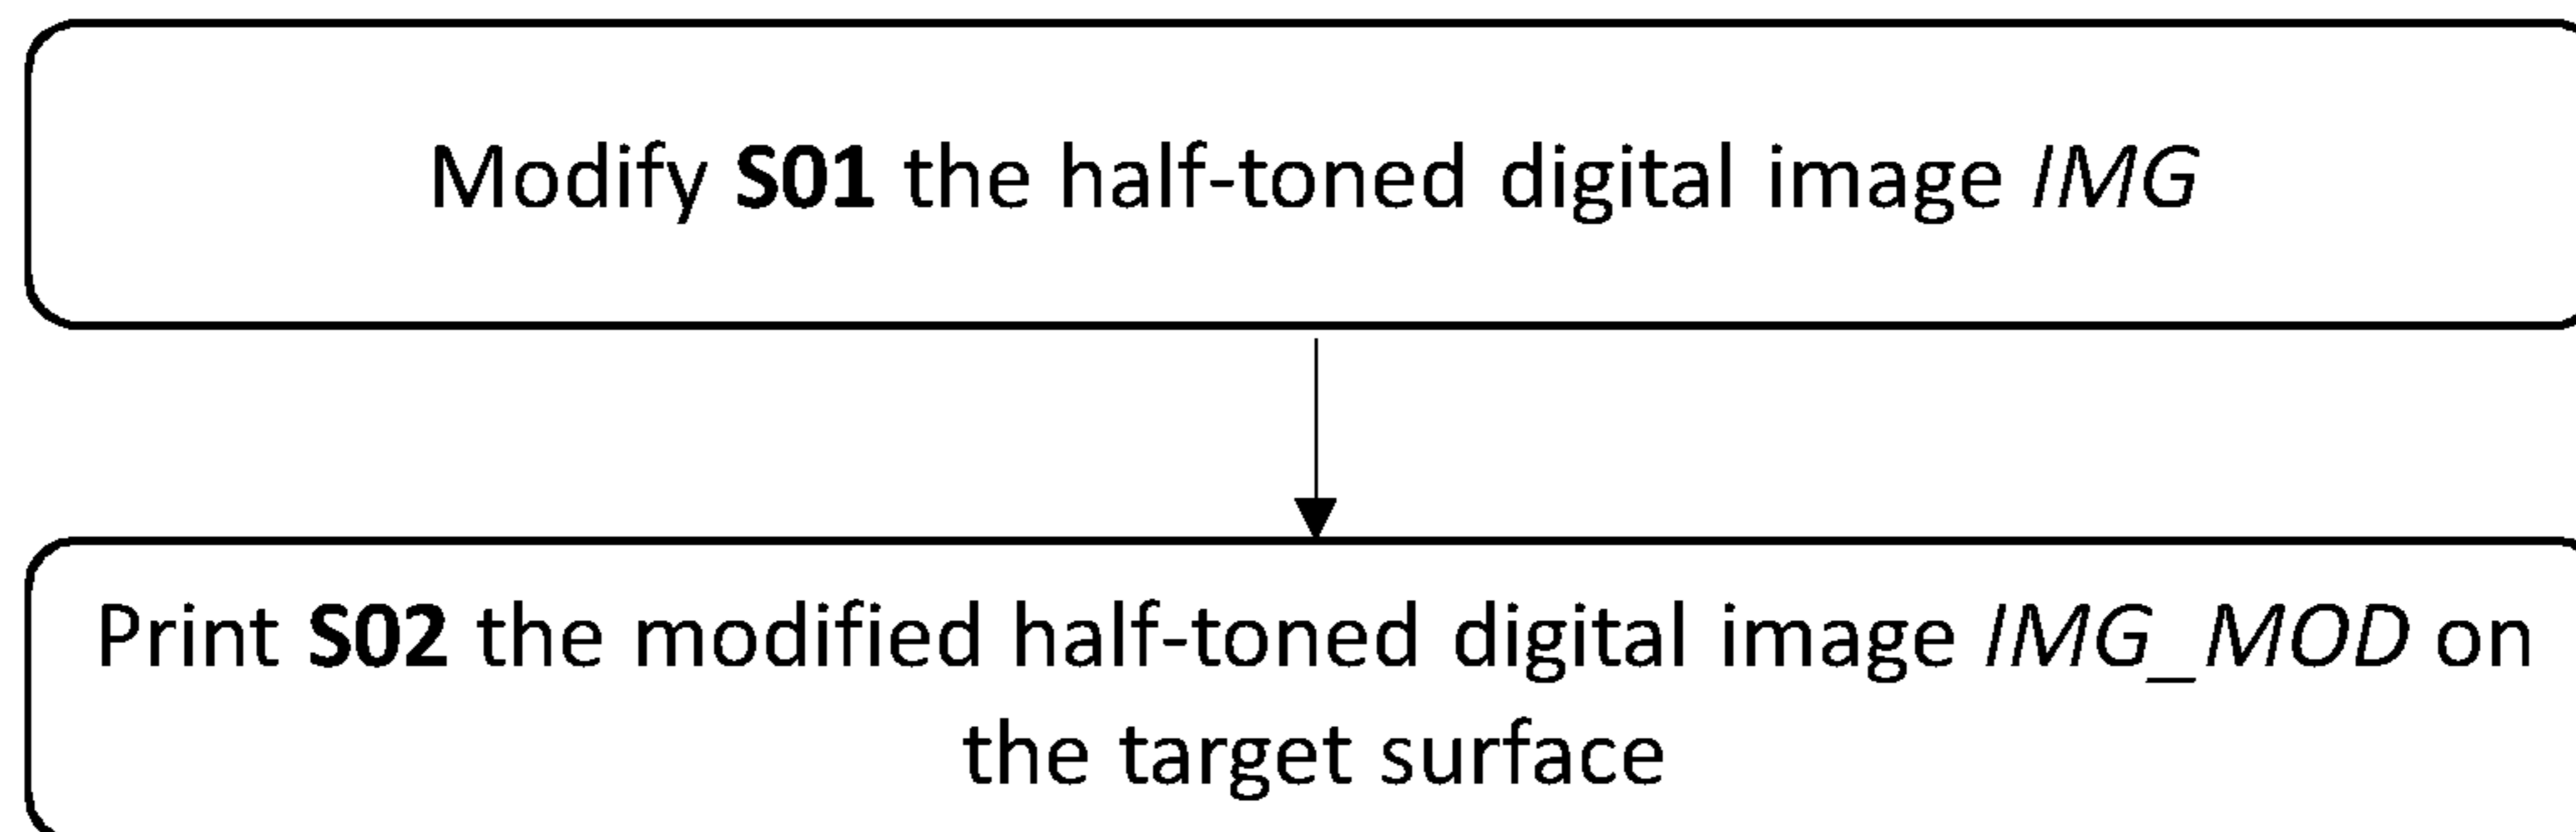 Modify S01 the half-toned digital image IMG
Print S02 the modified half-toned digital image IMG_MOD on
the target surface